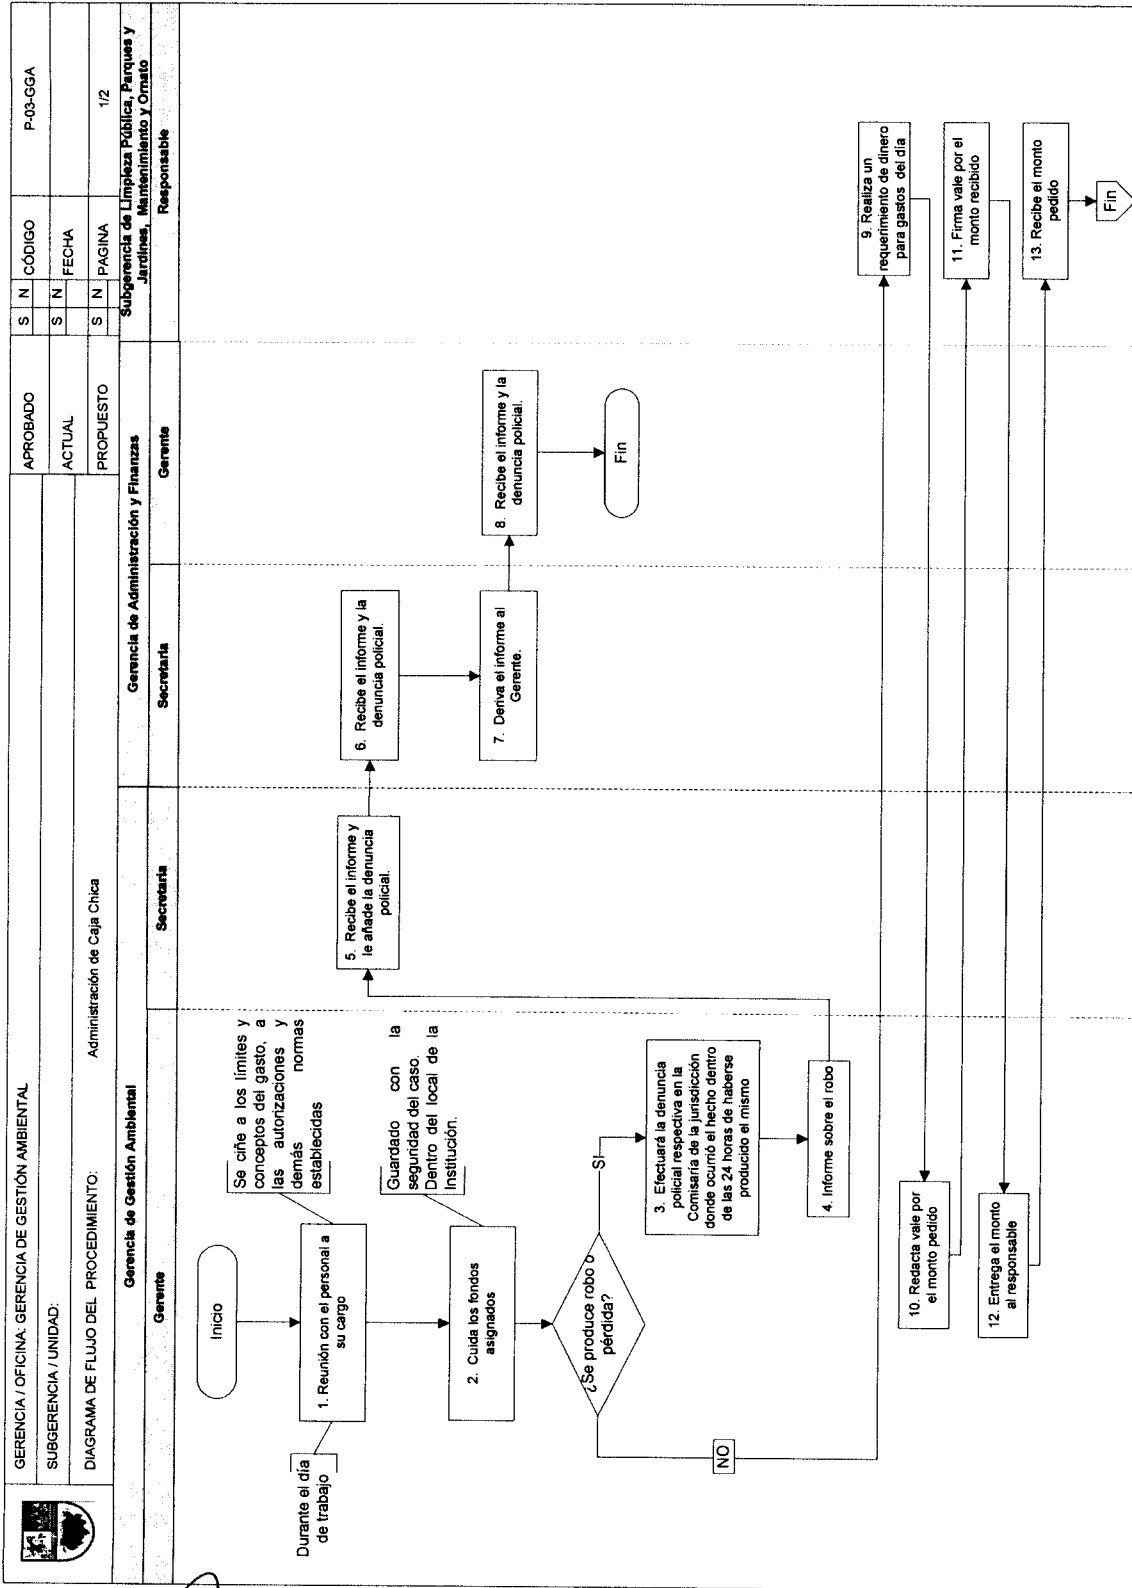 GERENCIA / OFICINA: GERENCIA DE GESTIÓN AMBIENTAL
APROBADO
S N
CÓDIGO
P-03-GGA
SUBGERENCIA / UNIDAD:
ACTUAL
S N
FECHA
DIAGRAMA DE FLUJO DEL PROCEDIMIENTO:
Administración de Caja Chica
PROPUESTO
S N
PAGINA
1/2
Gerencia de Gestión Ambiental
Gerencia de Administración y Finanzas
Subgerencia de Limpieza Pública, Parques y
Jardines, Mantenimiento y Ornato
Gerente
Secretaria
Secretaria
Gerente
Responsable
Inicio
Se ciñe a los límites y
conceptos del gasto, a
las autorizaciones y
demás normas
establecidas
Durante el día
de trabajo
1. Reunión con el personal a
su cargo
Guardado con la
seguridad del caso.
Dentro del local de la
Institución.
2. Cuida los fondos
asignados
¿Se produce robo o
pérdida?
SI
NO
3. Efectuará la denuncia
policial respectiva en la
Comisaría de la jurisdicción
donde ocurrió el hecho dentro
de las 24 horas de haberse
producido el mismo
4. Informe sobre el robo
5. Recibe el informe y
le añade la denuncia
policial.
6. Recibe el informe y la
denuncia policial.
7. Deriva el informe al
Gerente.
8. Recibe el informe y la
denuncia policial.
Fin
9. Realiza un
requerimiento de dinero
para gastos del día
10. Redacta vale por
el monto pedido
11. Firma vale por el
monto recibido
12. Entrega el monto
al responsable
13. Recibe el monto
pedido
Fin